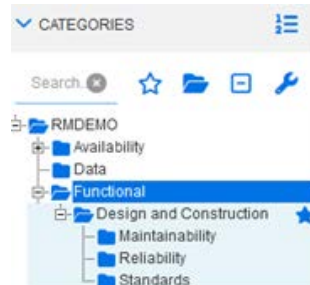 CATEGORIES
Search..
RMDEMO
Availability
Data
Functional
Design and Construction
Maintainability
Reliability
Standards